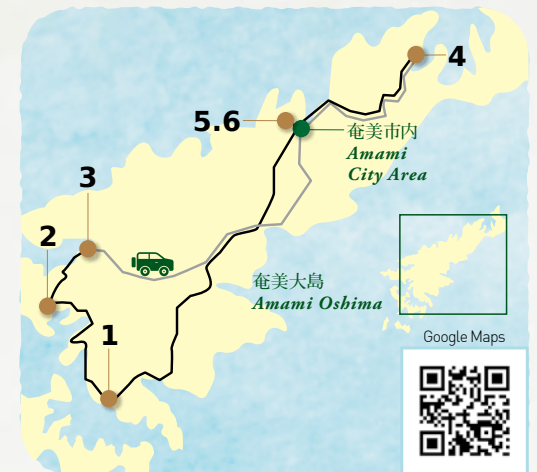 4
5.6
奄美市内
Amami
City Area
3
2
奄美大島
Amami Oshima
1
Google Maps